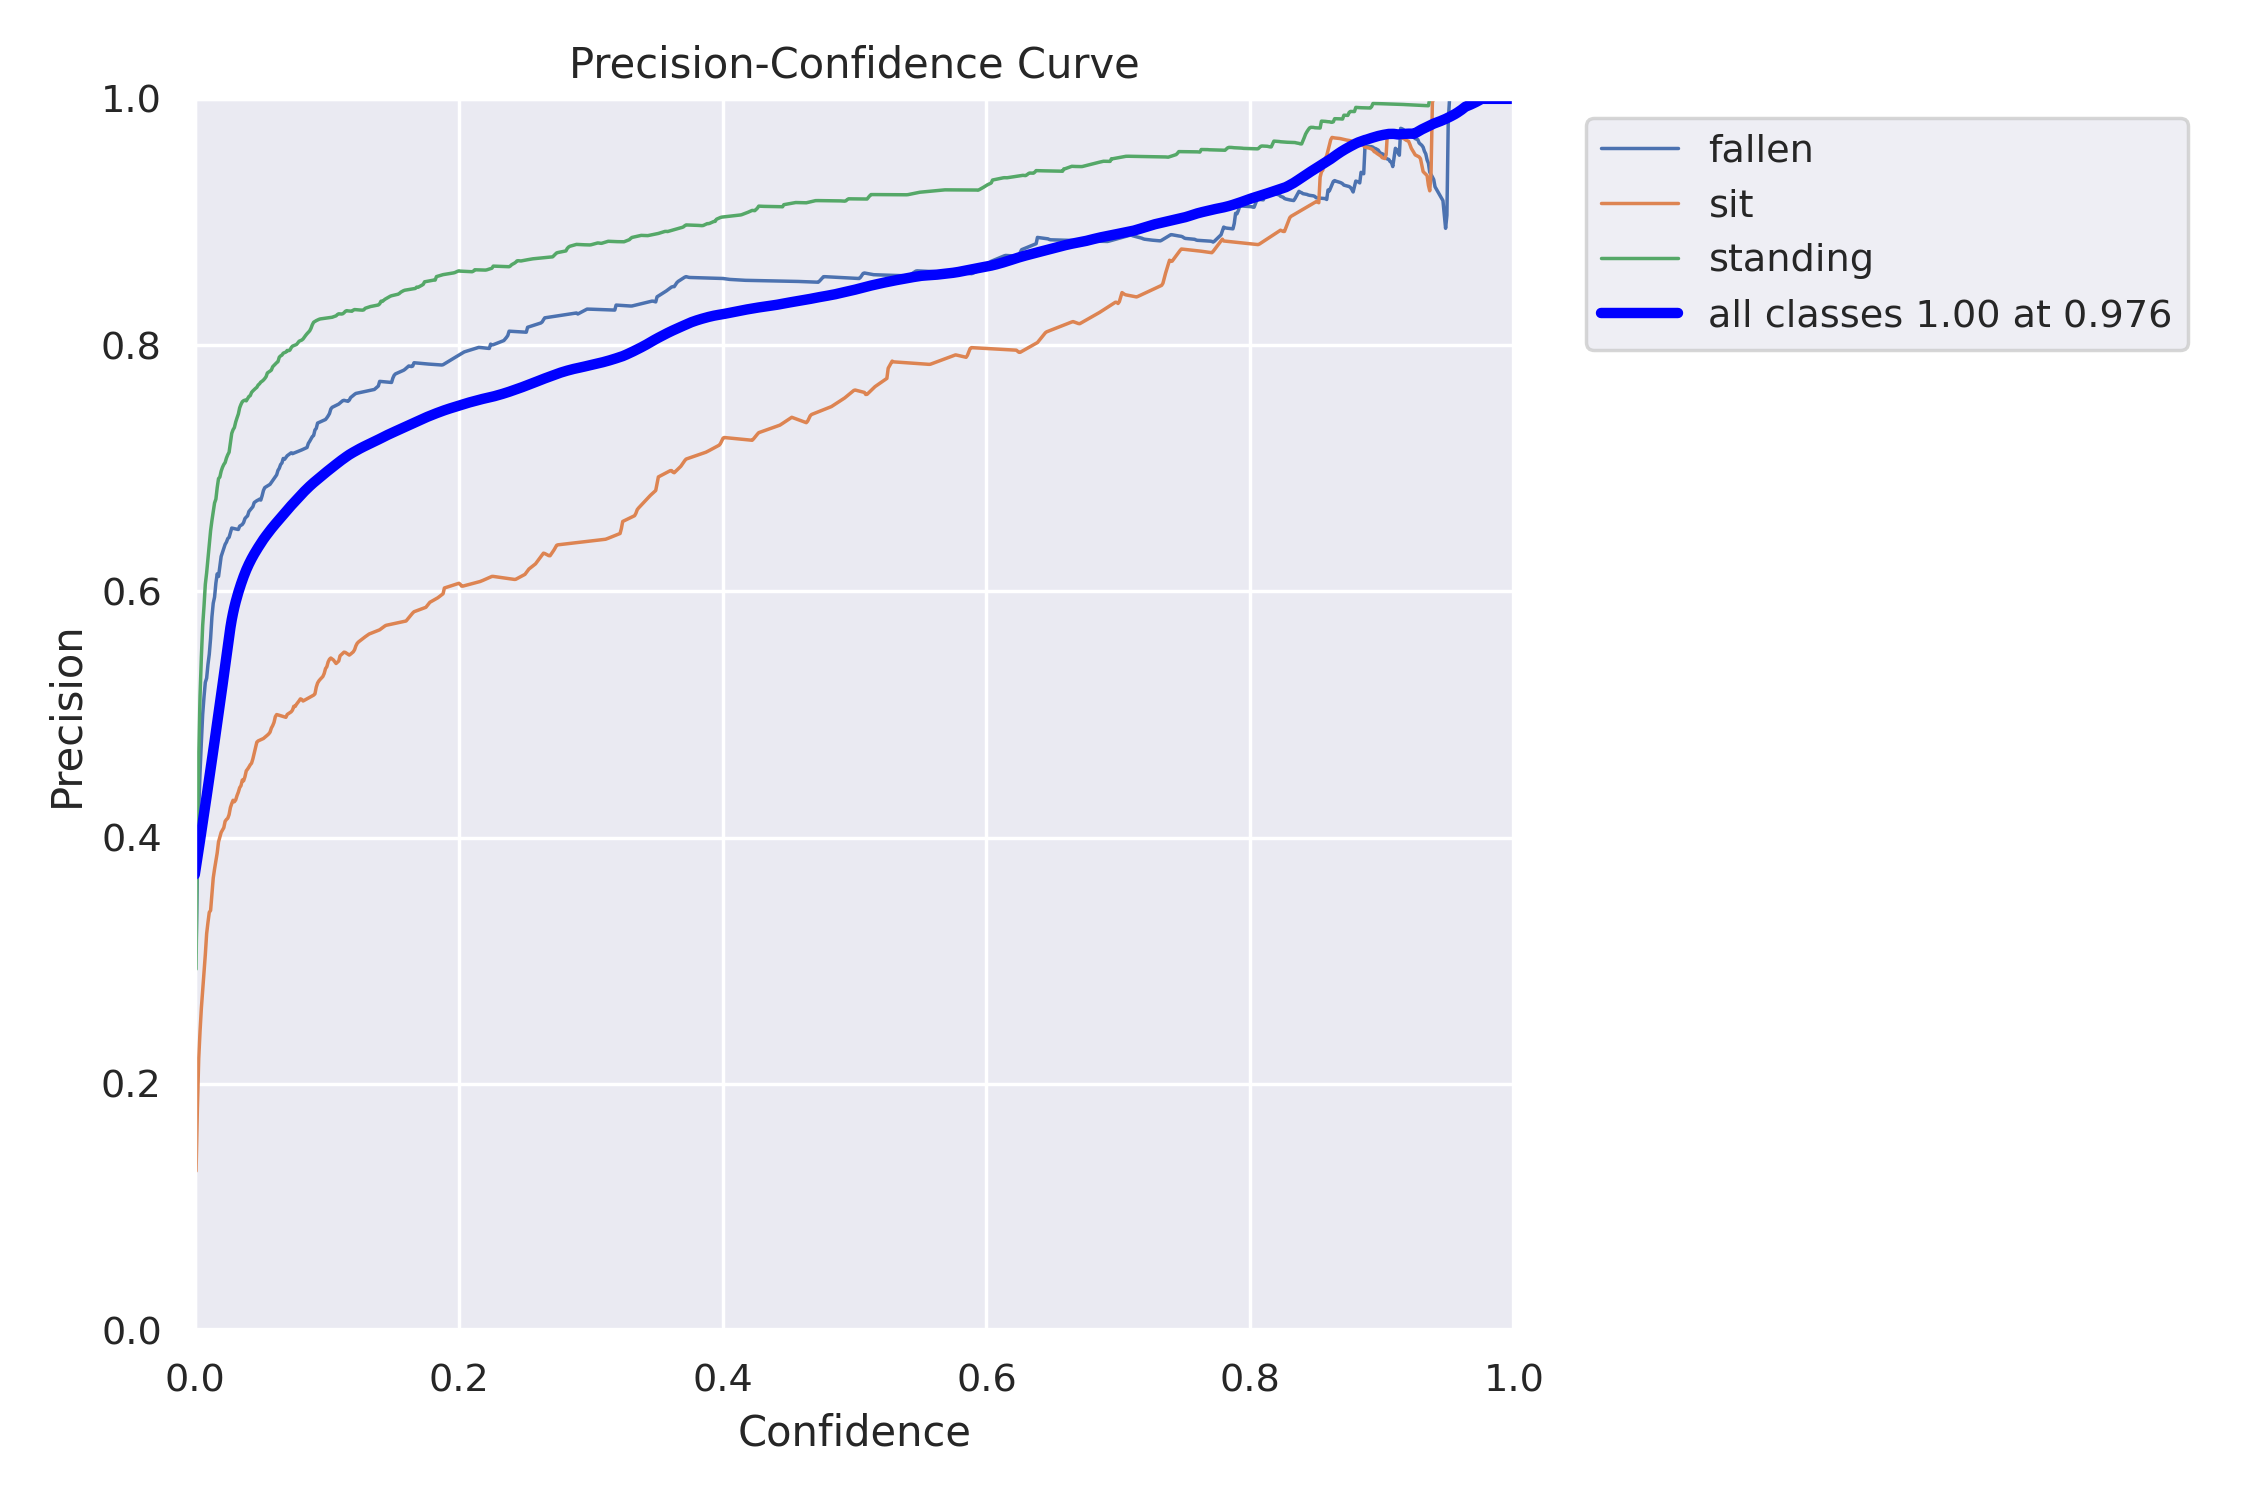 Precision-Confidence Curve
1.0
0.8
0.6
0.4
0.2
0.0
Precision
0.0 0.2 0.4 0.6 0.8 1.0
Confidence
fallen
sit
standing
all classes 1.00 at 0.976